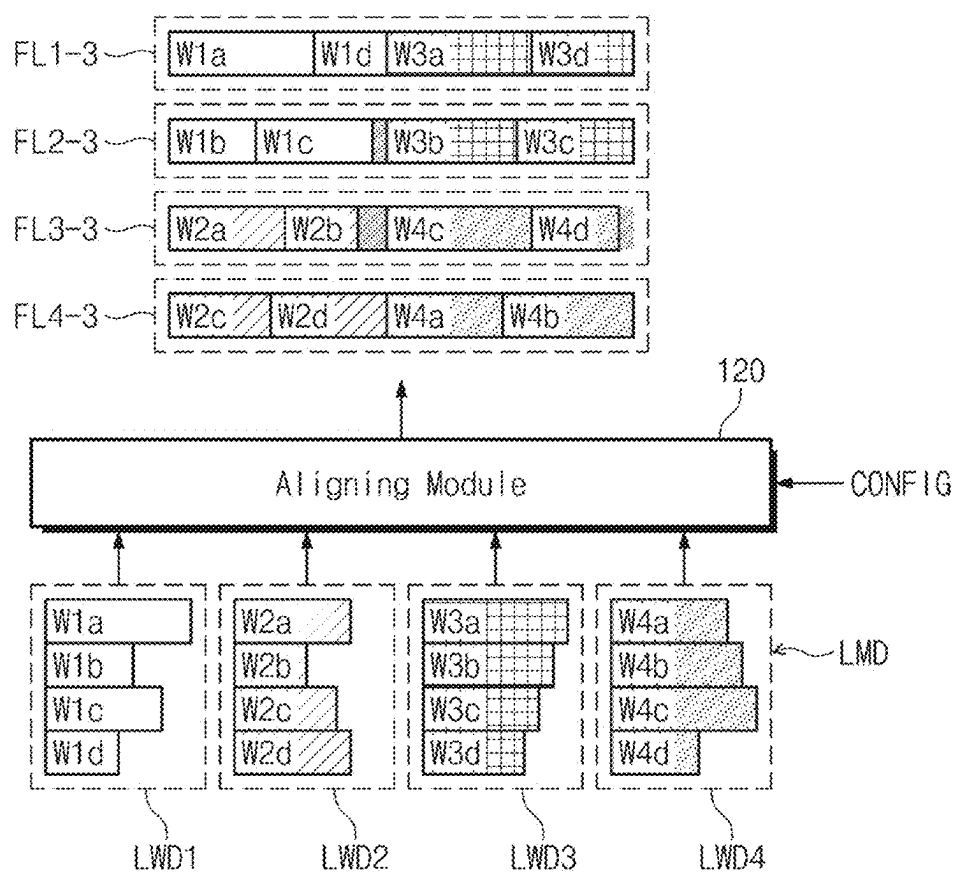 FL1-3 W1a W1d W3a W3d
FL2-3 W1b W1c W3b W3c
FL3-3 W2a W2b W4c W4d
FL4-3 W2c W2d W4a W4b
120
Aligning Module
CONFIG
W1a W2a W3a W4a
W1b W2b W3b W4b
LMD
W1c W2c W3c W4c
W1d W2d W3d W4d
LWD1 LWD2 LWD3 LWD4